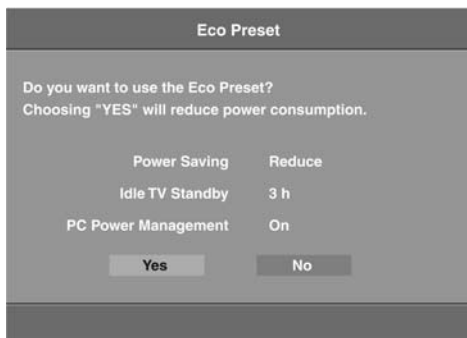 Eco Preset
Do you want to use the Eco Preset?
Choosing "YES" will reduce power consumption.
Power Saving Reduce
Idle TV Standby 3 h
PC Power Management On
Yes No